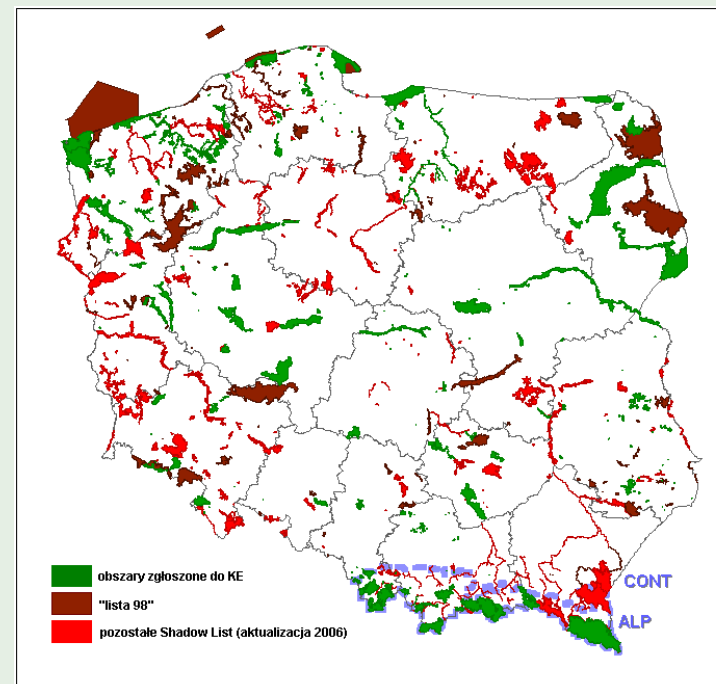 CONT
ALP
obszary zgłoszone do KE
"lista 98"
pozostałe Shadow List (aktualizacja 2006)